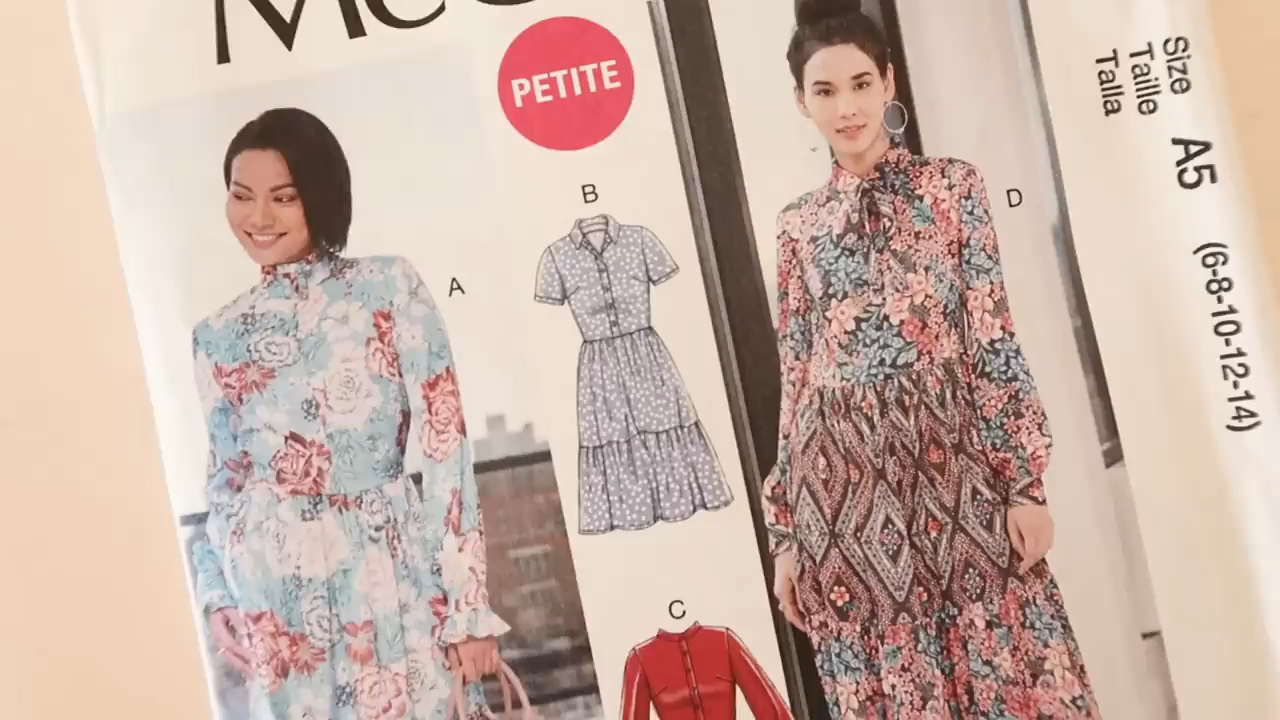 PETITE
A
B
C
D
Size
Taille
Talla
A5
(6-8-10-12-14)